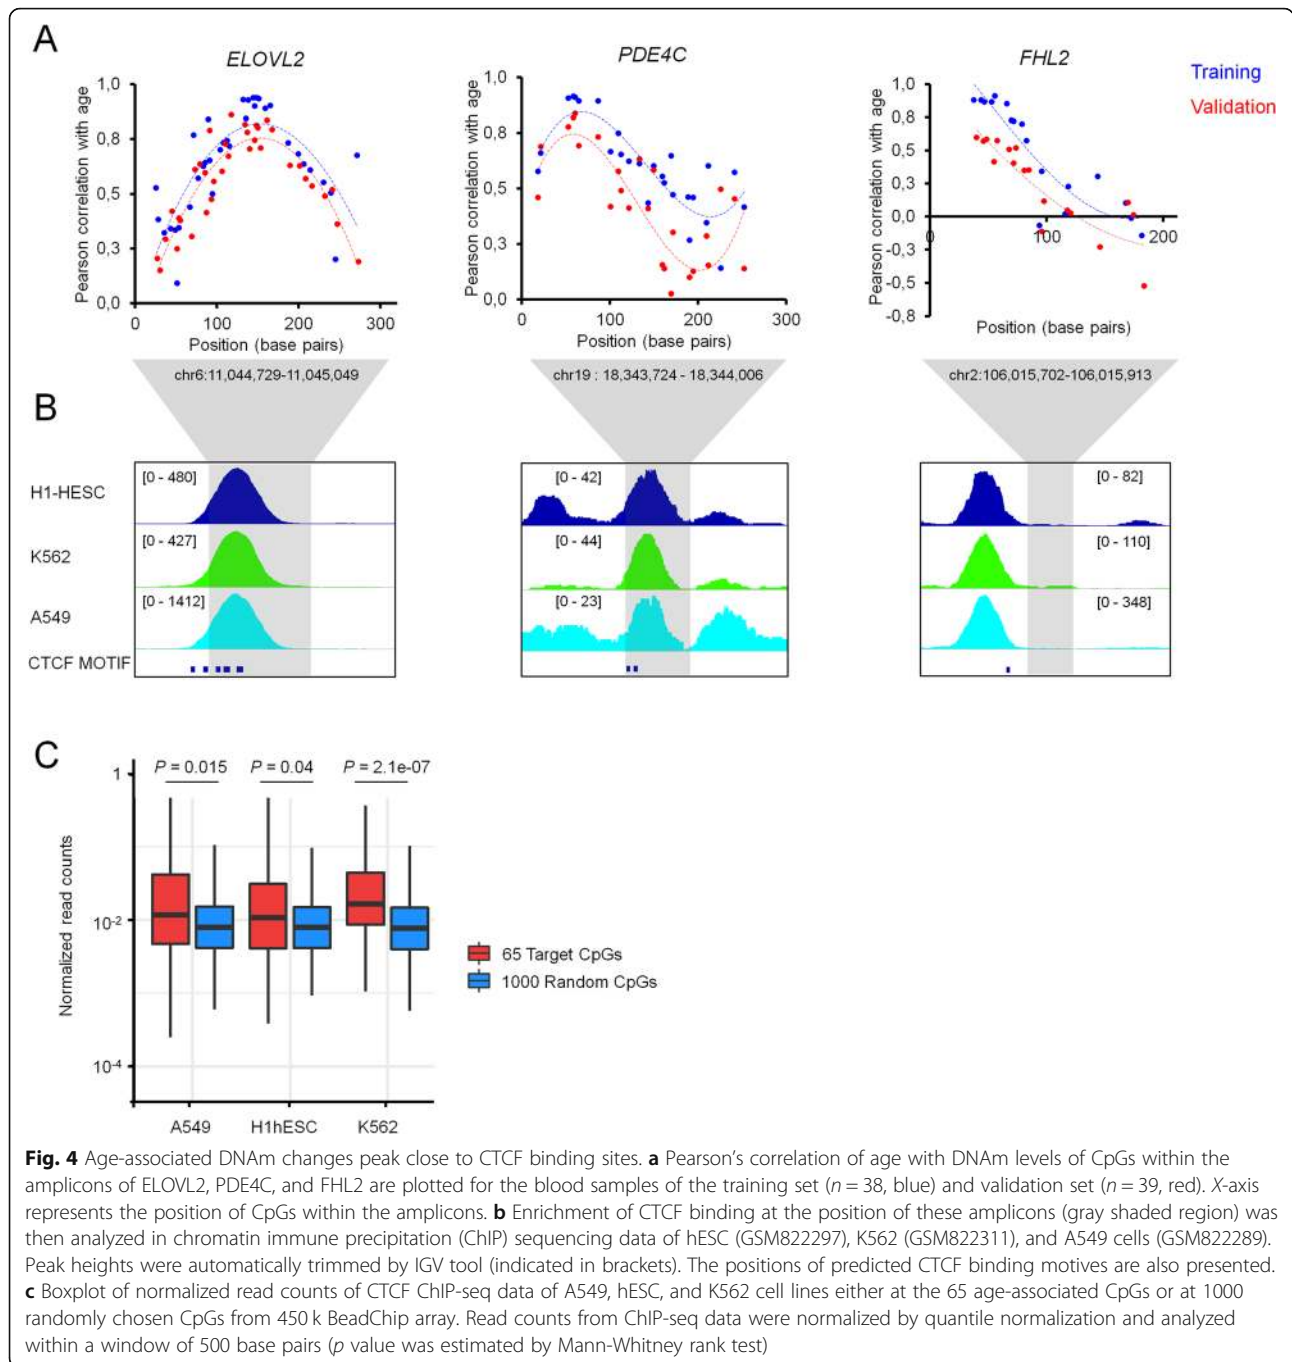 A
ELOVL2
PDE4C
FHL2
Training
Validation
Pearson correlation with age
1,0
0,8
0,5
0,3
0,0
0
100
200
300
Position (base pairs)
Pearson correlation with age
1,0
0,8
0,5
0,3
0,0
0
100
200
300
Position (base pairs)
Pearson correlation with age
1,0
0,8
0,5
0,3
0,0
-0,3
-0,5
-0,8
0
100
200
Position (base pairs)
chr6:11,044,729-11,045,049
chr19 : 18,343,724 - 18,344,006
chr2:106,015,702-106,015,913
B
H1-HESC
[0 - 480]
[0 - 42]
[0 - 82]
K562
[0 - 427]
[0 - 44]
[0 - 110]
A549
[0 - 1412]
[0 - 23]
[0 - 348]
CTCF MOTIF
C
P = 0.015
P = 0.04
P = 2.1e-07
Normalized read counts
1
10-2
10-4
A549
H1hESC
K562
65 Target CpGs
1000 Random CpGs
Fig. 4 Age-associated DNAm changes peak close to CTCF binding sites. a Pearson's correlation of age with DNAm levels of CpGs within the
amplicons of ELOVL2, PDE4C, and FHL2 are plotted for the blood samples of the training set (n = 38, blue) and validation set (n = 39, red). X-axis
represents the position of CpGs within the amplicons. b Enrichment of CTCF binding at the position of these amplicons (gray shaded region) was
then analyzed in chromatin immune precipitation (ChIP) sequencing data of hESC (GSM822297), K562 (GSM822311), and A549 cells (GSM822289).
Peak heights were automatically trimmed by IGV tool (indicated in brackets). The positions of predicted CTCF binding motives are also presented.
c Boxplot of normalized read counts of CTCF ChIP-seq data of A549, hESC, and K562 cell lines either at the 65 age-associated CpGs or at 1000
randomly chosen CpGs from 450 k BeadChip array. Read counts from ChIP-seq data were normalized by quantile normalization and analyzed
within a window of 500 base pairs (p value was estimated by Mann-Whitney rank test)